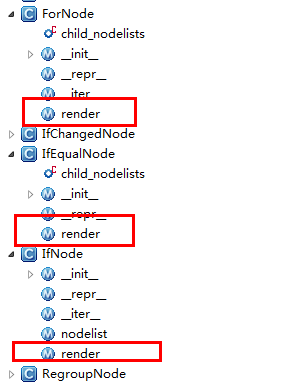 ForNode
child_nodelists
__init__
__repr__
__iter__
render
IfChangedNode
IfEqualNode
child_nodelists
__init__
__repr__
render
IfNode
__init__
__repr__
__iter__
nodelist
render
RegroupNode